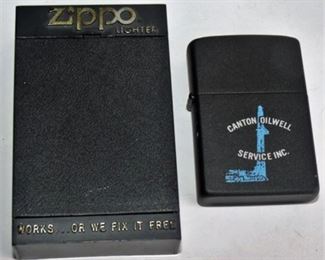 zippo
LIGHTER
WORKS...OR WE FIX IT FREE
CANTON OILWELL
SERVICE INC.